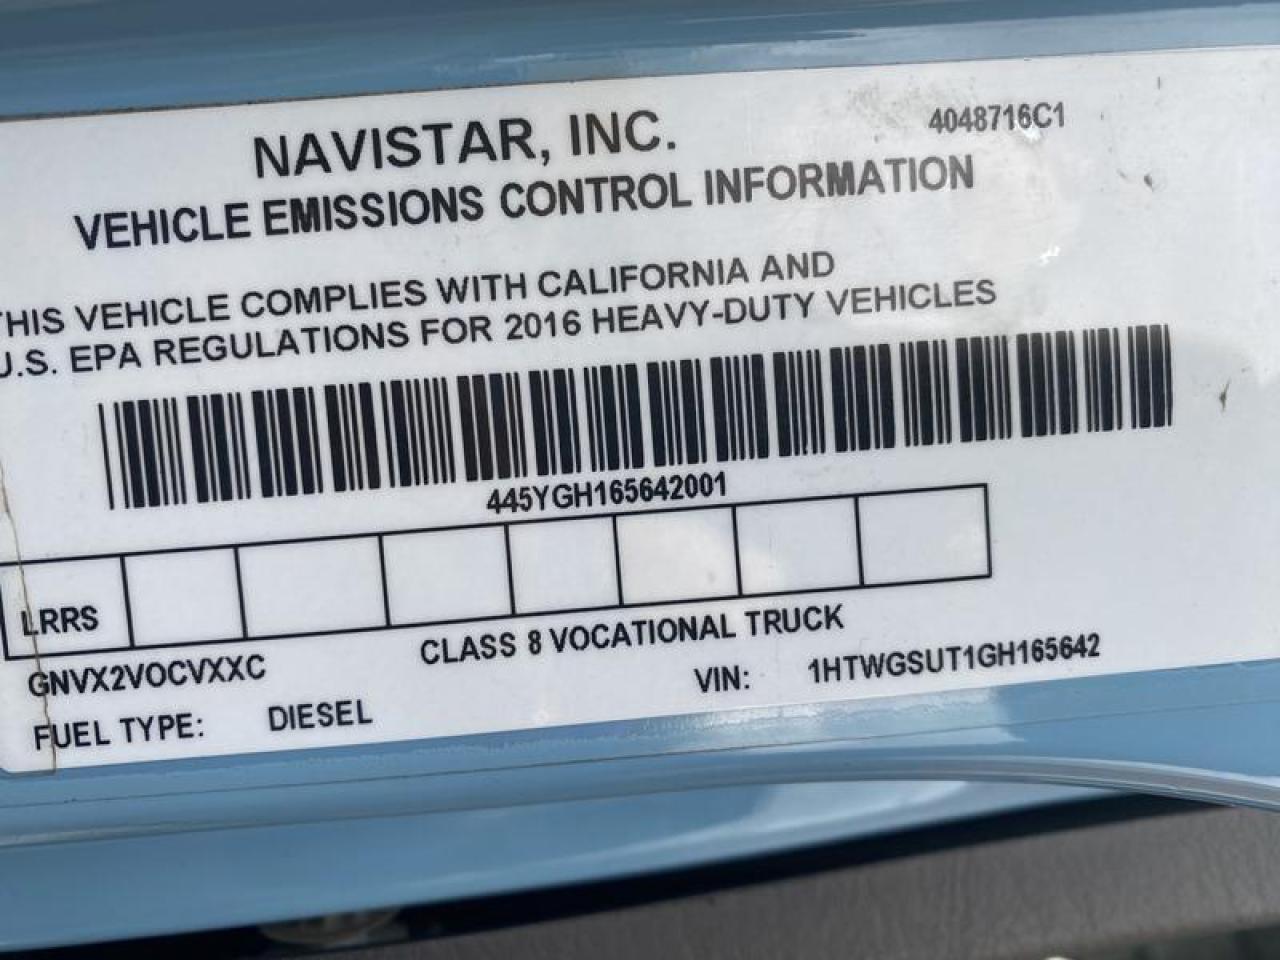 NAVISTAR, INC.
4048716C1
VEHICLE EMISSIONS CONTROL INFORMATION
THIS VEHICLE COMPLIES WITH CALIFORNIA AND
U.S. EPA REGULATIONS FOR 2016 HEAVY-DUTY VEHICLES
445YGH165642001
LRRS
CLASS 8 VOCATIONAL TRUCK
GNVX2VOCVXXC
VIN: 1HTWGSUT1GH165642
FUEL TYPE: DIESEL